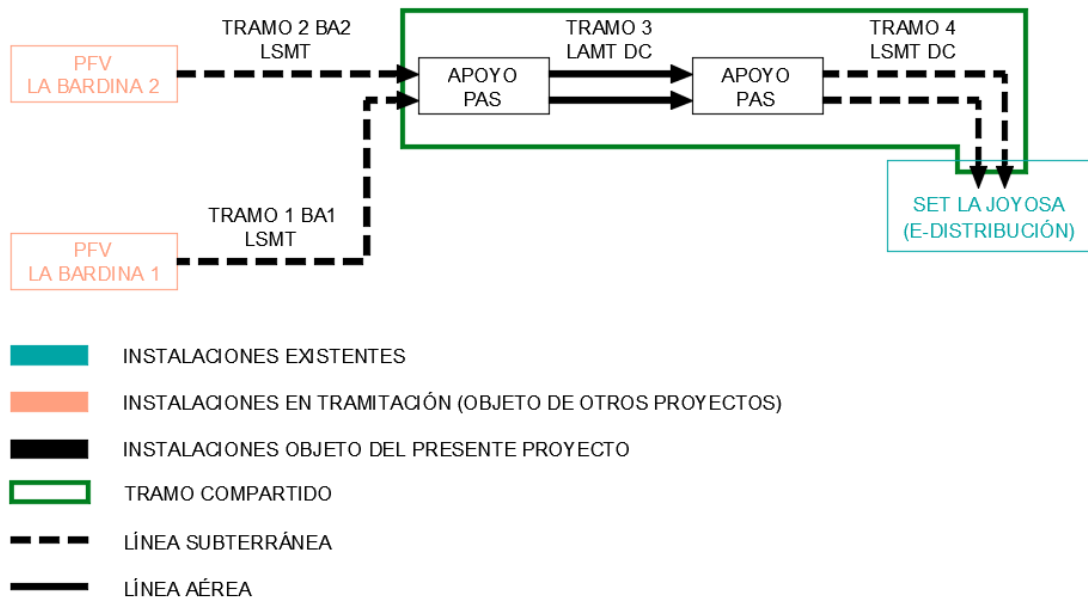 TRAMO 2 BA2
LSMT
TRAMO 3
LAMT DC
TRAMO 4
LSMT DC
PFV
LA BARDINA 2
APOYO
PAS
APOYO
PAS
TRAMO 1 BA1
LSMT
SET LA JOYOSA
(E-DISTRIBUCIÓN)
PFV
LA BARDINA 1
INSTALACIONES EXISTENTES
INSTALACIONES EN TRAMITACIÓN (OBJETO DE OTROS PROYECTOS)
INSTALACIONES OBJETO DEL PRESENTE PROYECTO
TRAMO COMPARTIDO
LÍNEA SUBTERRÁNEA
LÍNEA AÉREA